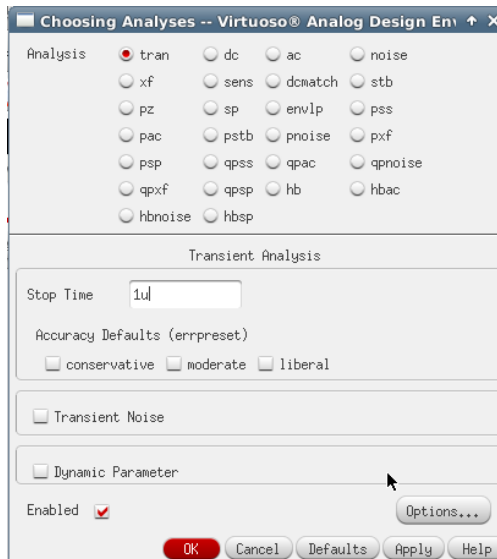 Choosing Analyses -- Virtuoso® Analog Design Env
Analysis tran dc ac noise
xf sens dcmatch stb
pz sp envlp pss
pac pstb pnoise pxf
psp qpss qpac qpnoise
qpxf qpsp hb hbac
hbnoise hbsp
Transient Analysis
Stop Time 1u
Accuracy Defaults (errpreset)
conservative moderate liberal
Transient Noise
Dynamic Parameter
Enabled Options...
OK Cancel Defaults Apply Help